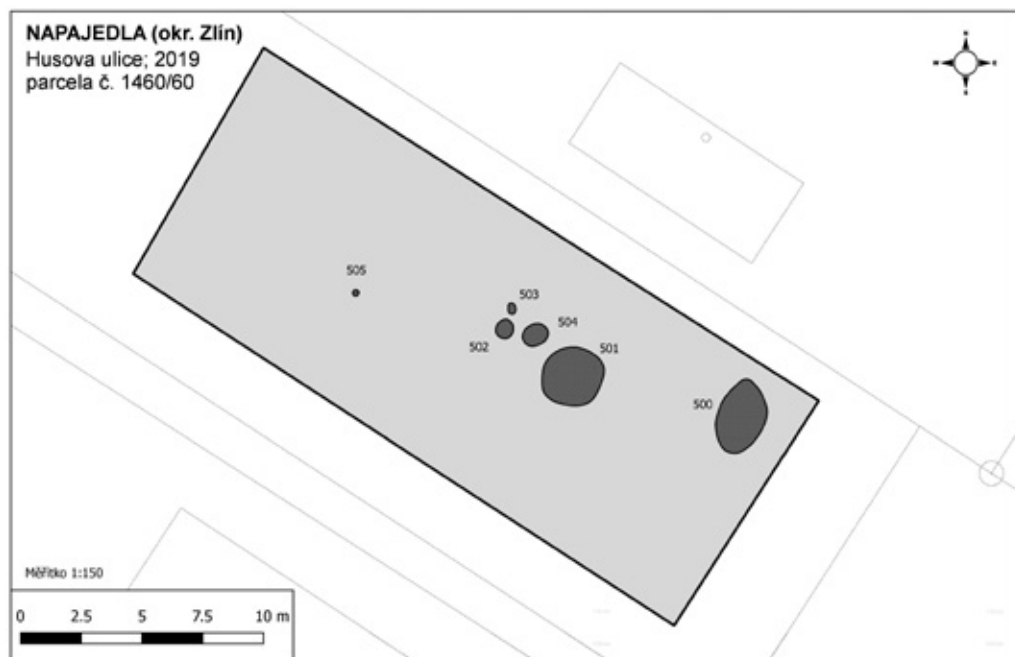 NAPAJEDLA (okr. Zlín)
Husova ulice; 2019
parcela č. 1460/60
505
503
504
502
501
500
Měřítko 1:150
0 2.5 5 7.5 10 m